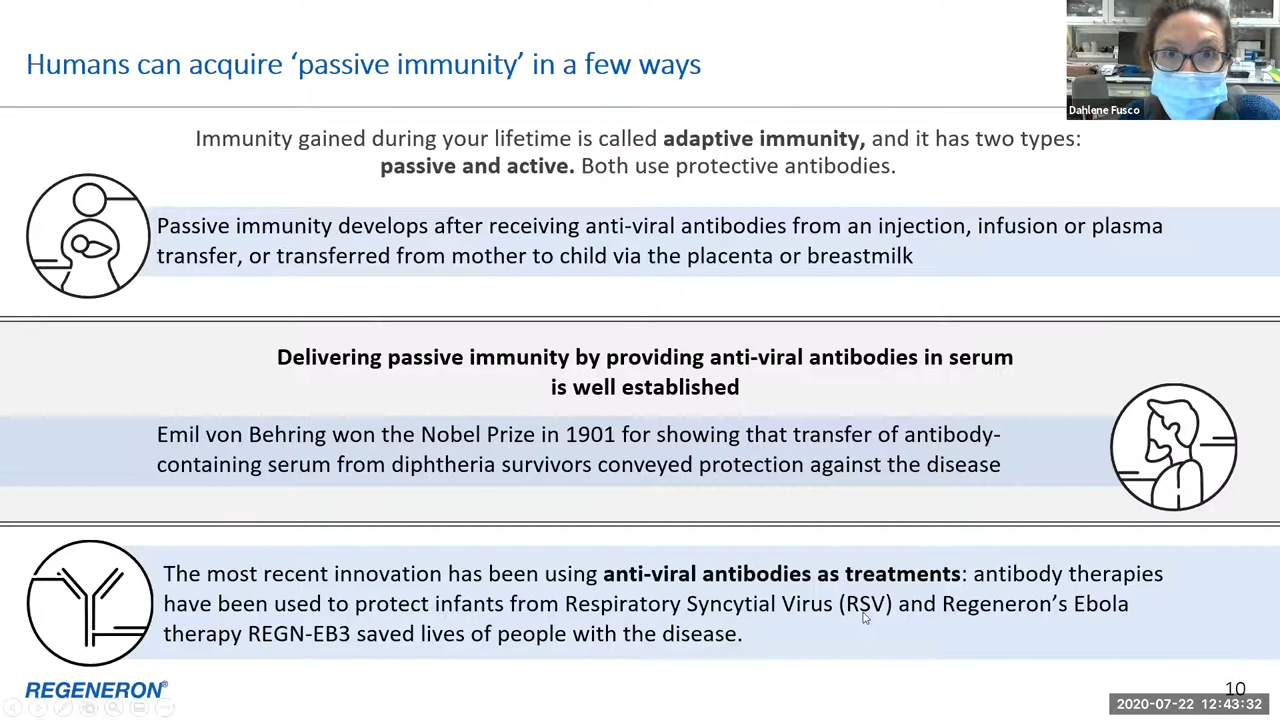 Humans can acquire ‘passive immunity’ in a few ways
Dahlene Fusco
Immunity gained during your lifetime is called adaptive immunity, and it has two types:
passive and active. Both use protective antibodies.
Passive immunity develops after receiving anti-viral antibodies from an injection, infusion or plasma
transfer, or transferred from mother to child via the placenta or breastmilk
Delivering passive immunity by providing anti-viral antibodies in serum
is well established
Emil von Behring won the Nobel Prize in 1901 for showing that transfer of antibody-
containing serum from diphtheria survivors conveyed protection against the disease
The most recent innovation has been using anti-viral antibodies as treatments: antibody therapies
have been used to protect infants from Respiratory Syncytial Virus (RSV) and Regeneron’s Ebola
therapy REGN-EB3 saved lives of people with the disease.
REGENERON®
10
2020-07-22 12:43:32